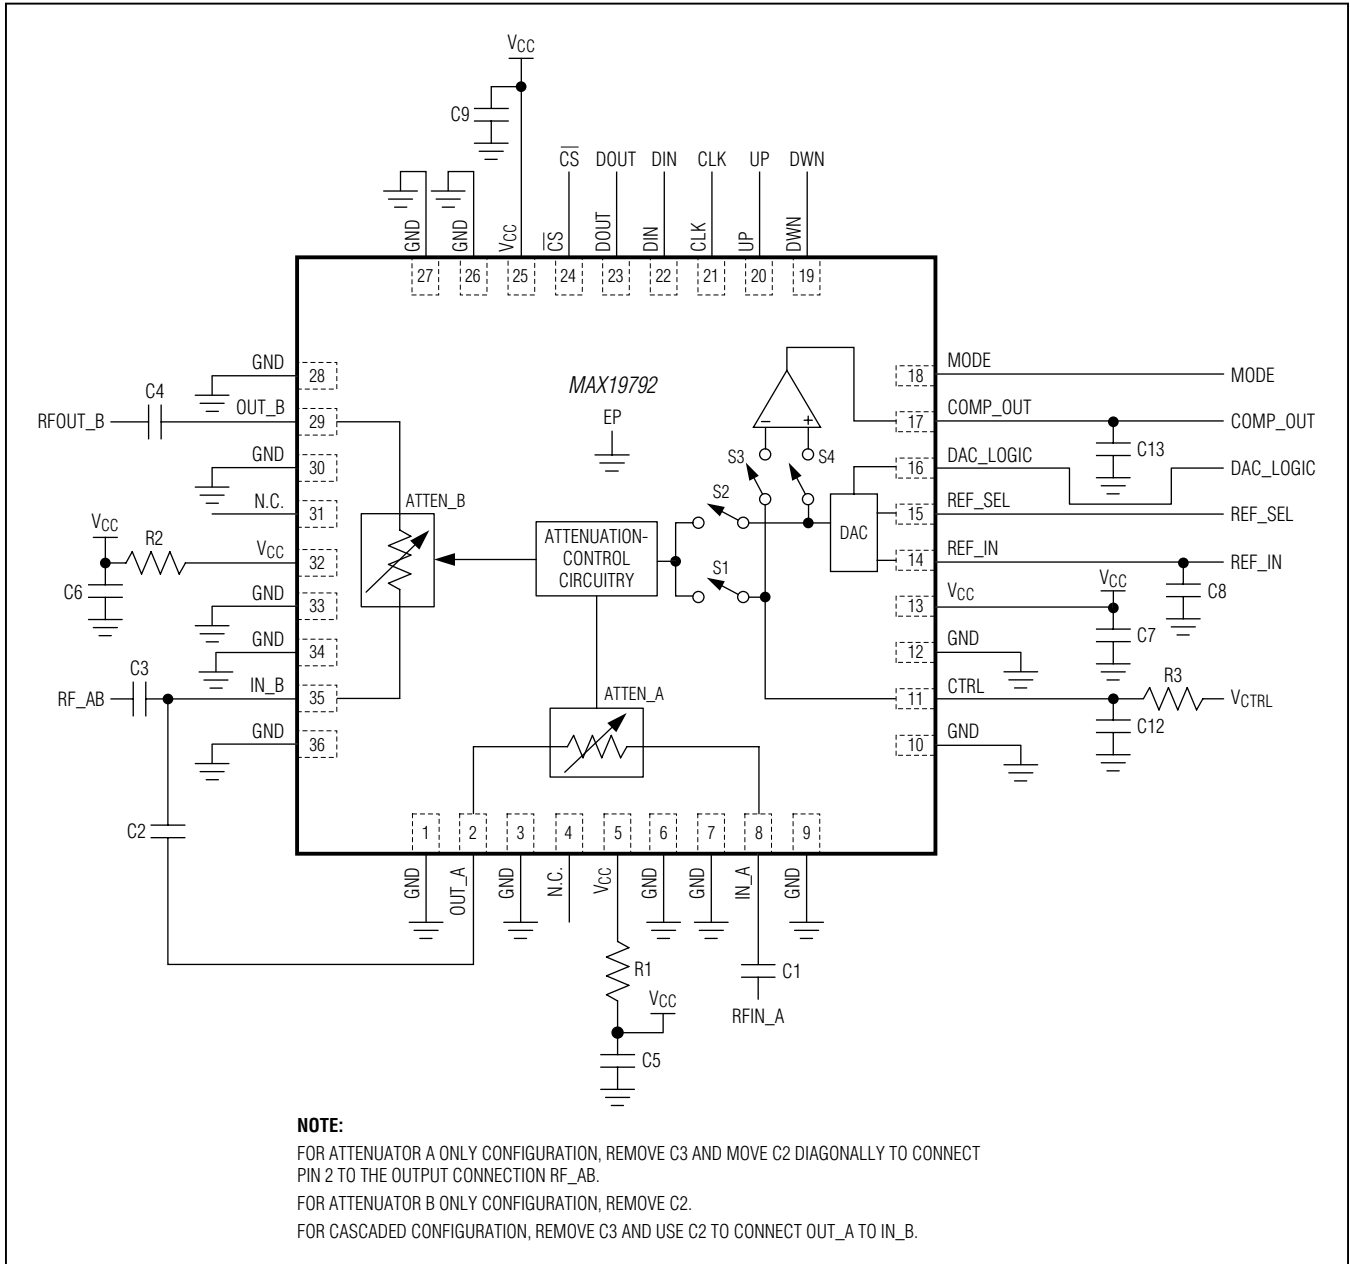 VCC
C9
CS DOUT DIN CLK UP DWN
GND GND VCC CS DOUT DIN CLK UP DWN
27 26 25 24 23 22 21 20 19
GND
28
C4
RFOUT_B
OUT_B
29
GND
30
N.C.
31
VCC
R2
VCC
32
C6
GND
33
GND
34
C3
RF_AB
IN_B
35
GND
36
C2
MAX19792
EP
ATTEN_B
ATTENUATION-
CONTROL
CIRCUITRY
S2
S1
S3
S4
– +
DAC
ATTEN_A
18
MODE
MODE
17
COMP_OUT
COMP_OUT
C13
16
DAC_LOGIC
DAC_LOGIC
15
REF_SEL
REF_SEL
14
REF_IN
REF_IN
C8
13
VCC
VCC
C7
12
GND
11
CTRL
R3
VCTRL
C12
10
GND
1 2 3 4 5 6 7 8 9
GND OUT_A GND N.C. VCC GND GND IN_A GND
R1
VCC
C5
C1
RFIN_A
NOTE:
FOR ATTENUATOR A ONLY CONFIGURATION, REMOVE C3 AND MOVE C2 DIAGONALLY TO CONNECT
PIN 2 TO THE OUTPUT CONNECTION RF_AB.
FOR ATTENUATOR B ONLY CONFIGURATION, REMOVE C2.
FOR CASCADED CONFIGURATION, REMOVE C3 AND USE C2 TO CONNECT OUT_A TO IN_B.